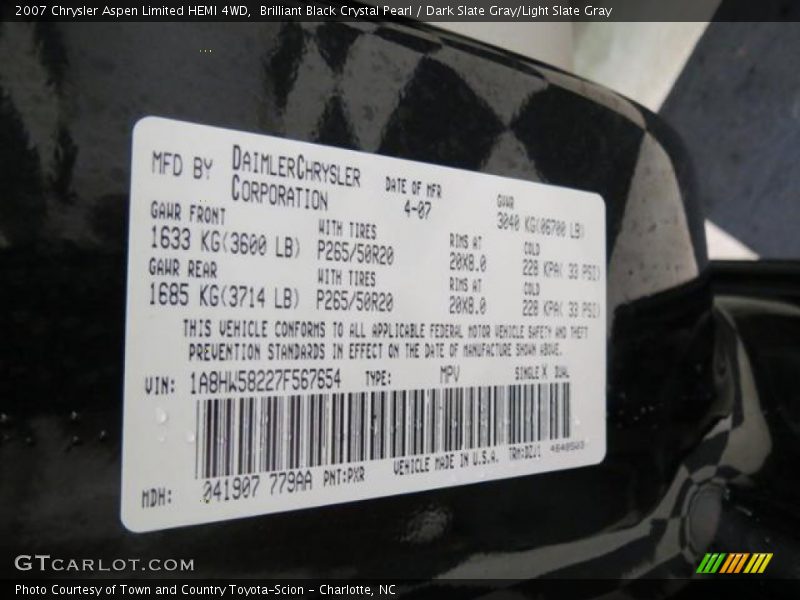 2007 Chrysler Aspen Limited HEMI 4WD, Brilliant Black Crystal Pearl / Dark Slate Gray/Light Slate Gray
MFD BY DAIMLERCHRYSLER CORPORATION
DATE OF MFR 4-07
GVWR 3040 KG(06700 LB)
GAWR FRONT WITH TIRES RIMS AT COLD
1633 KG(3600 LB) P265/50R20 20X8.0 228 KPA( 33 PSI)
GAWR REAR WITH TIRES RIMS AT COLD
1685 KG(3714 LB) P265/50R20 20X8.0 228 KPA( 33 PSI)
THIS VEHICLE CONFORMS TO ALL APPLICABLE FEDERAL MOTOR VEHICLE SAFETY AND THEFT
PREVENTION STANDARDS IN EFFECT ON THE DATE OF MANUFACTURE SHOWN ABOVE.
VIN: 1A8HW58227F567654 TYPE: MPV SINGLE X DUAL
MDH: 041907 779AA PNT:PXR VEHICLE MADE IN U.S.A.
GTCARLOT.COM
Photo Courtesy of Town and Country Toyota-Scion - Charlotte, NC